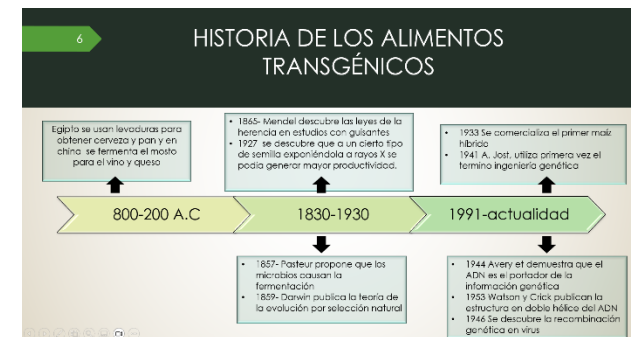 6
HISTORIA DE LOS ALIMENTOS
TRANSGÉNICOS
Egipto se usan levaduras para
obtener cerveza y pan y en
china se fermenta el mosto
para el vino y queso
• 1865- Mendel descubre las leyes de la
herencia en estudios con guisantes
• 1927 se descubre que a un cierto tipo
de semilla exponiéndola a rayos X se
podía generar mayor productividad.
• 1933 Se comercializa el primer maíz
híbrido
• 1941 A. Jost, utiliza primera vez el
termino ingeniería genética
800-200 A.C
1830-1930
1991-actualidad
• 1857- Pasteur propone que los
microbios causan la
fermentación
• 1859- Darwin publica la teoría de
la evolución por selección natural
• 1944 Avery et demuestra que el
ADN es el portador de la
información genética
• 1953 Watson y Crick publican la
estructura en doble hélice del ADN
• 1946 Se descubre la recombinación
genética en virus